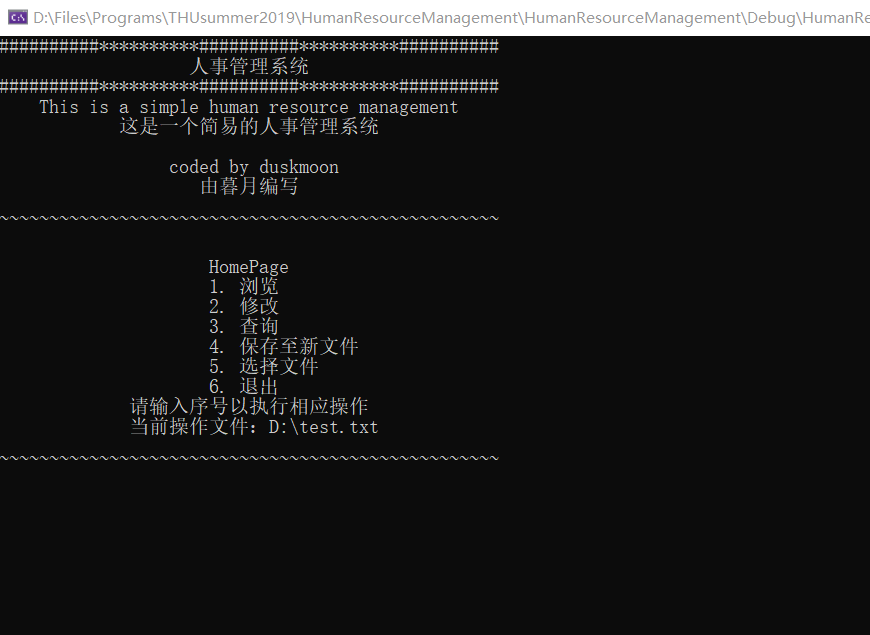 D:\Files\Programs\THUsummer2019\HumanResourceManagement\HumanResourceManagement\Debug\HumanRe
##########**********##########**********##########
人事管理系统
##########**********##########**********##########
This is a simple human resource management
这是一个简易的人事管理系统
coded by duskmoon
由暮月编写
~~~~~~~~~~~~~~~~~~~~~~~~~~~~~~~~~~~~~~~~~~~~~~~~~~
HomePage
1. 浏览
2. 修改
3. 查询
4. 保存至新文件
5. 选择文件
6. 退出
请输入序号以执行相应操作
当前操作文件：D:\test.txt
~~~~~~~~~~~~~~~~~~~~~~~~~~~~~~~~~~~~~~~~~~~~~~~~~~